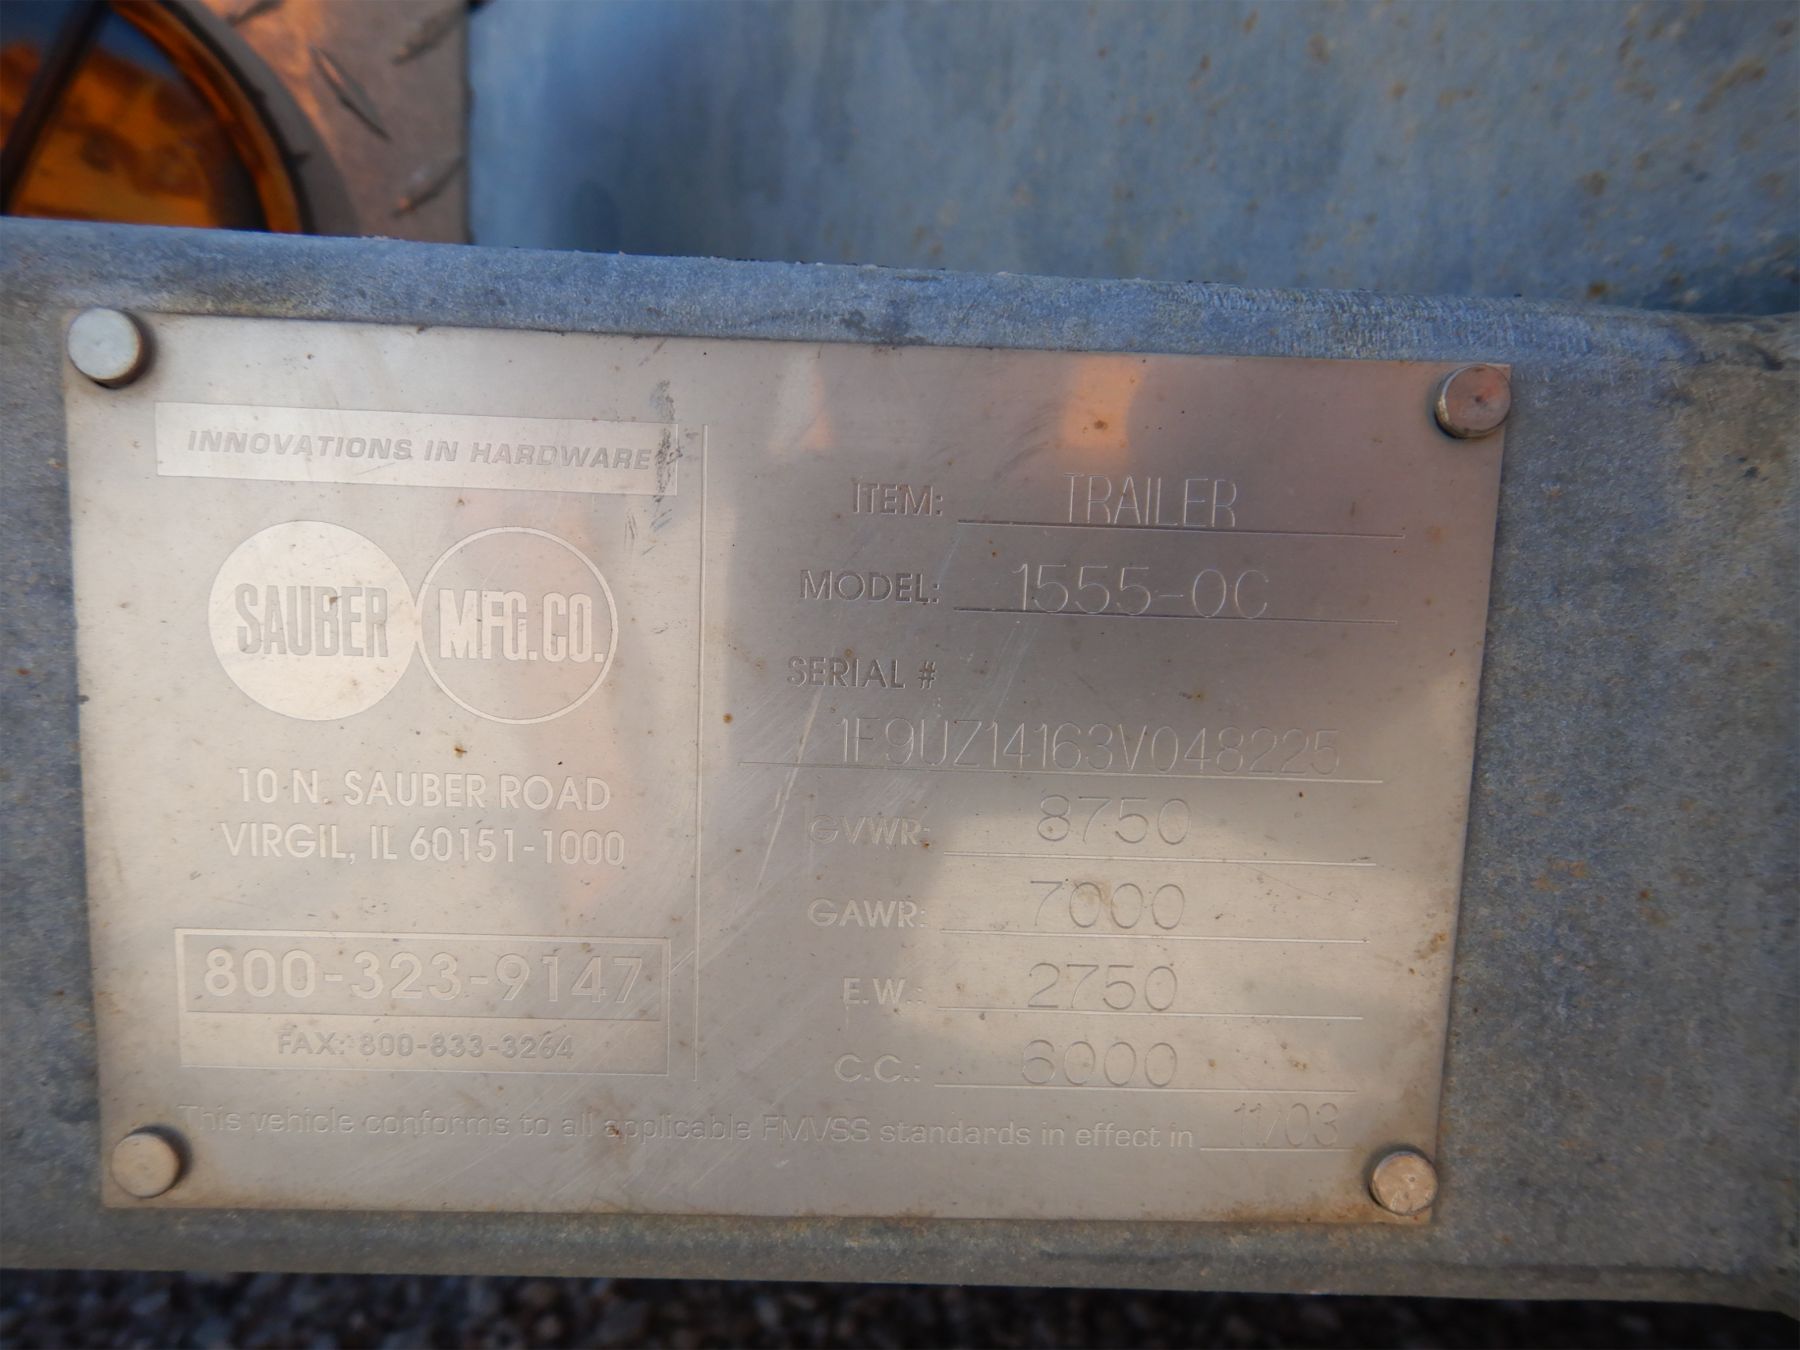 INNOVATIONS IN HARDWARE
SAUBER MFG.CO.
10 N. SAUBER ROAD
VIRGIL, IL 60151-1000
800-323-9147
FAX: 800-833-3264
ITEM: TRAILER
MODEL: 1555-OC
SERIAL #
1F9UZ14163V048225
GVWR: 8750
GAWR: 7000
E.W.: 2750
C.C.: 6000
This vehicle conforms to all applicable FMVSS standards in effect in 11/03